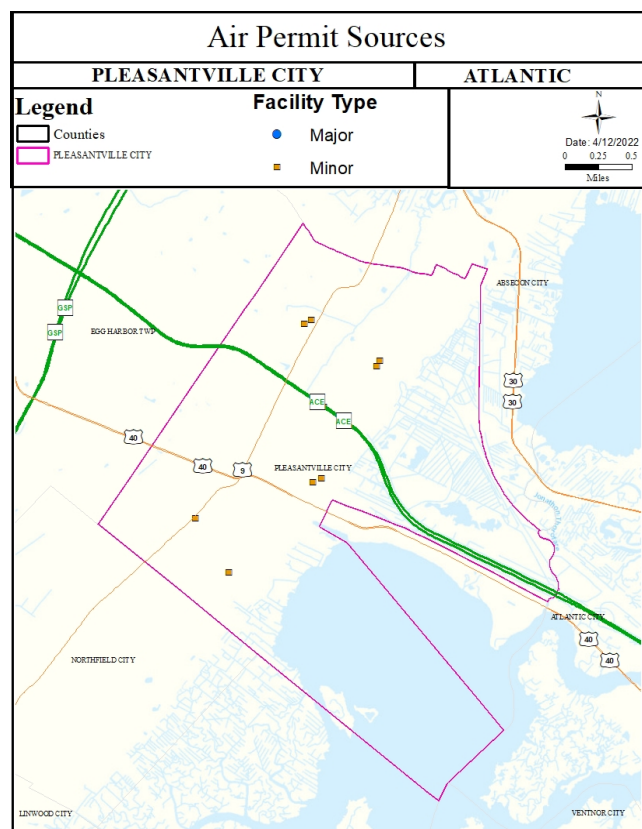 Air Permit Sources
PLEASANTVILLE CITY
ATLANTIC
Legend
Counties
PLEASANTVILLE CITY
Facility Type
Major
Minor
N
Date: 4/12/2022
0 0.25 0.5
Miles
ABSECON CITY
GSP
GSP
EGG HARBOR TWP
30
30
ACE
ACE
40
40
9
PLEASANTVILLE CITY
ATLANTIC CITY
40
40
NORTHFIELD CITY
LINWOOD CITY
VENTNOR CITY